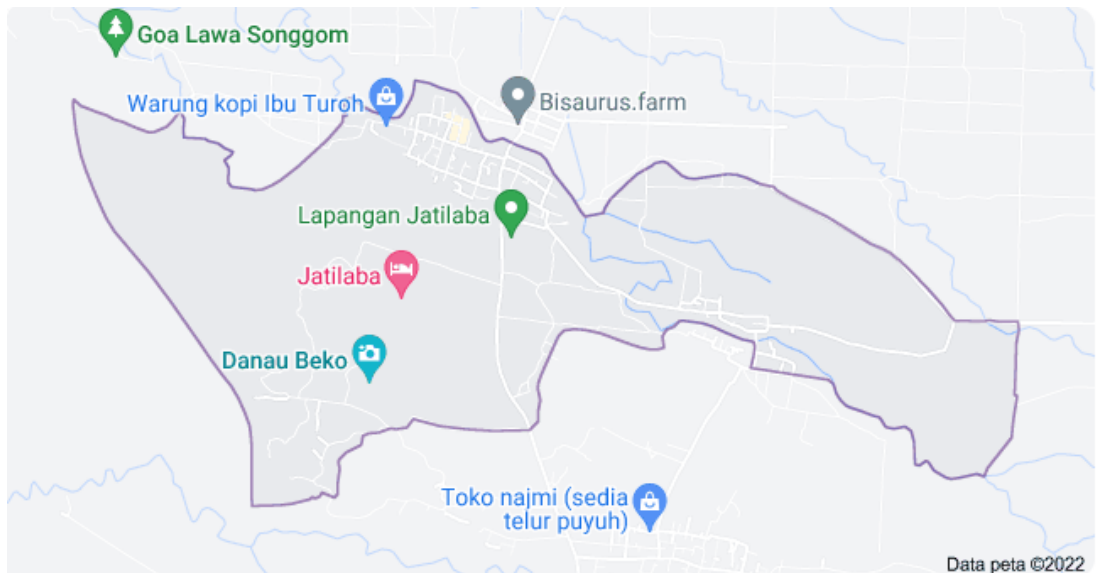 Goa Lawa Songgom
Warung kopi Ibu Turoh
Bisaurus.farm
Lapangan Jatilaba
Jatilaba
Danau Beko
Toko najmi (sedia
telur puyuh)
Data peta ©2022